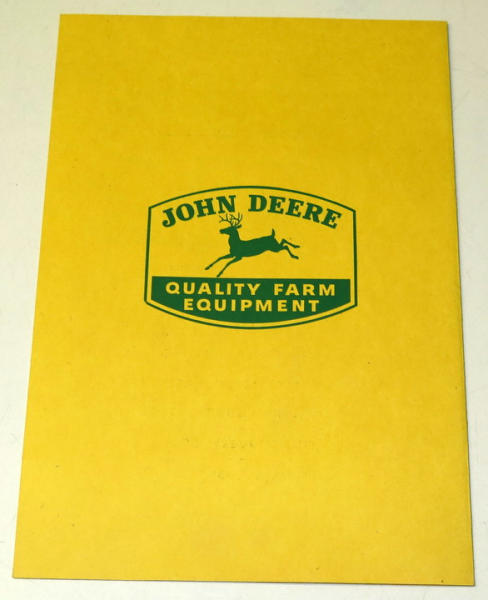 JOHN DEERE
QUALITY FARM
EQUIPMENT